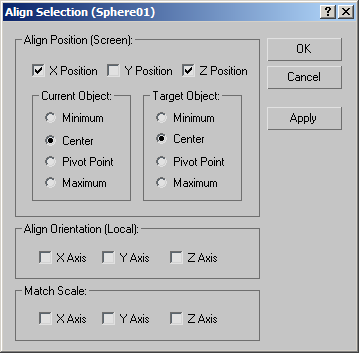 Align Selection (Sphere01)
Align Position (Screen):
OK
X Position Y Position Z Position
Cancel
Current Object: Target Object:
Minimum Minimum
Apply
Center Center
Pivot Point Pivot Point
Maximum Maximum
Align Orientation (Local):
X Axis Y Axis Z Axis
Match Scale:
X Axis Y Axis Z Axis